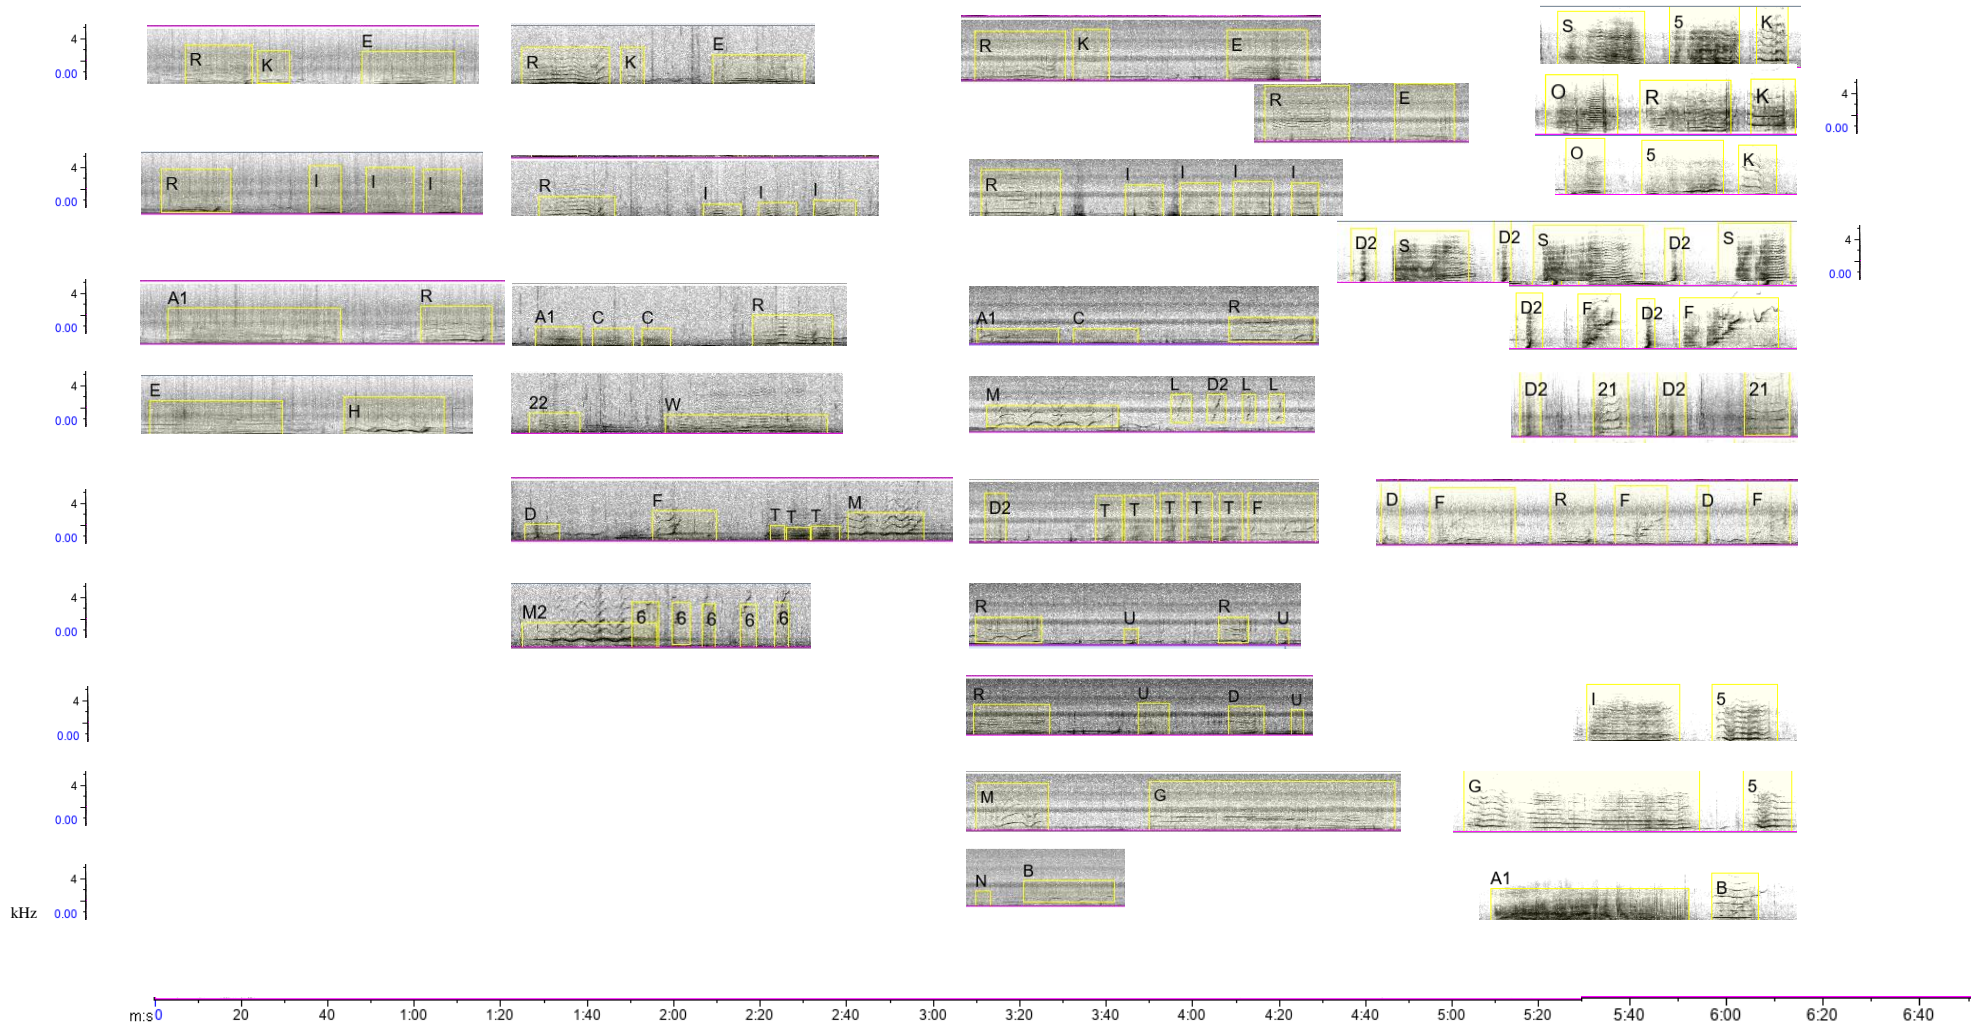 4 R K E R K E R K E S 5 K
0.00
R E O R K 4
0.00
4 R I I I R I I I R I I I I O 5 K
0.00
D2 S D2 S D2 S 4
0.00
4 A1 R A1 C C R A1 C R D2 F D2 F
0.00
4 E H 22 W M L D2 L L D2 21 D2 21
0.00
4 D F T T T M D2 T T T T T F D F R F D F
0.00
4 M2 6 6 6 6 6 R U R U
0.00
4 R U D U I 5
0.00
4 M G G 5
0.00
4 N B A1 B
kHz 0.00
m:s 0 20 40 1:00 1:20 1:40 2:00 2:20 2:40 3:00 3:20 3:40 4:00 4:20 4:40 5:00 5:20 5:40 6:00 6:20 6:40